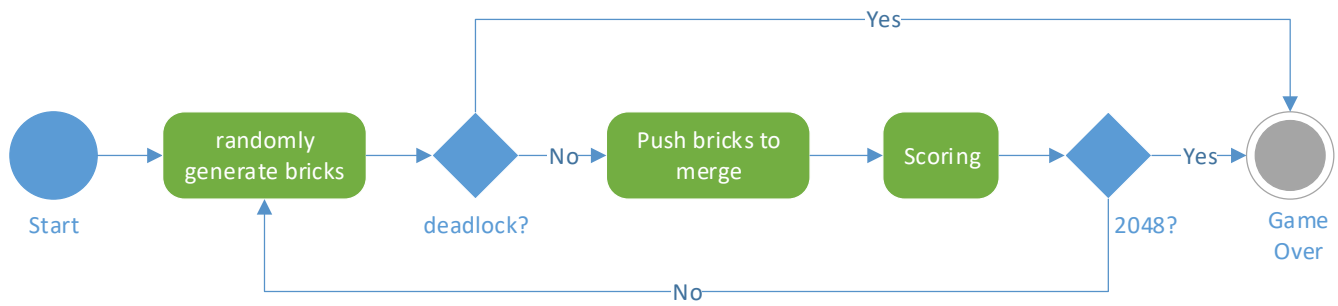 Yes
randomly
generate bricks
No
Push bricks to
merge
Scoring
Yes
Start
deadlock?
2048?
Game
Over
No